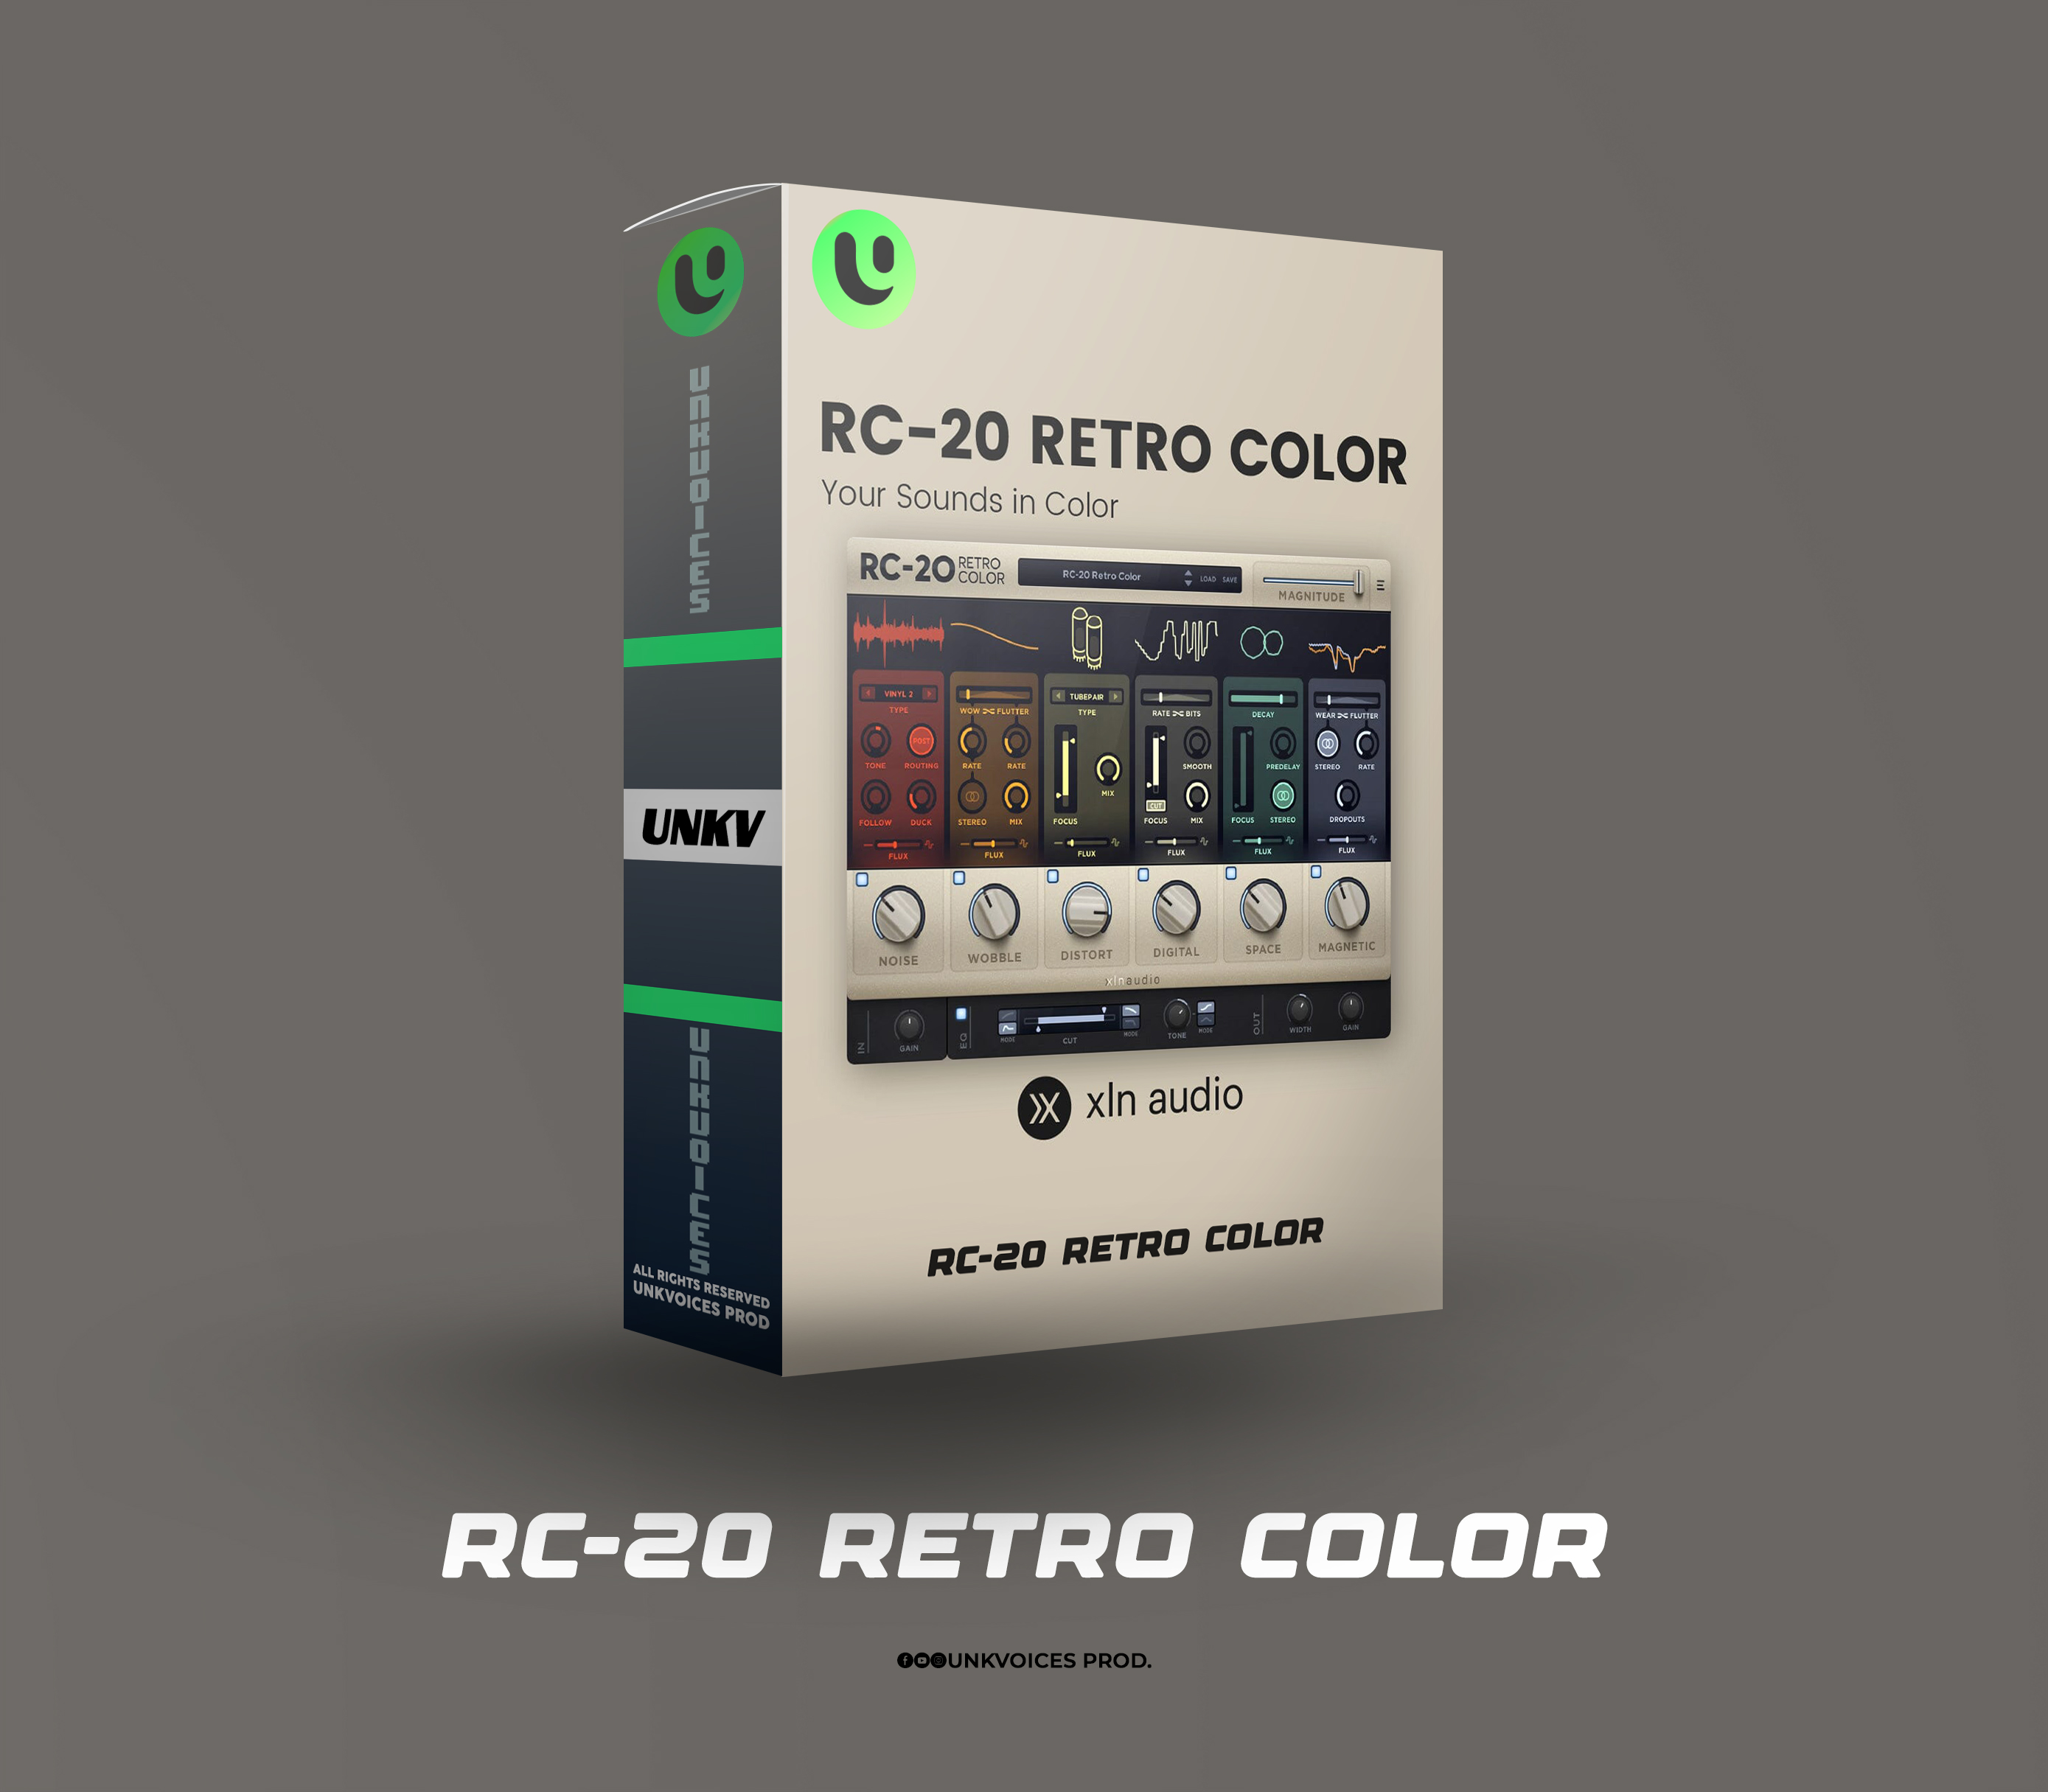 UNKVOICES
UNKV
UNKVOICES
ALL RIGHTS RESERVED
UNKVOICES PROD
RC-20 RETRO COLOR
Your Sounds in Color
RC-20 RETRO COLOR
RC-20 Retro Color
LOAD SAVE
MAGNITUDE
VINYL 2
TYPE
TONE
POST
ROUTING
FOLLOW
DUCK
FLUX
WOW FLUTTER
RATE RATE
STEREO MIX
FLUX
TUBEPAIR
TYPE
MIX
FOCUS
FLUX
RATE BITS
SMOOTH
CUT
FOCUS MIX
FLUX
DECAY
PREDELAY
FOCUS STEREO
FLUX
WEAR FLUTTER
STEREO RATE
DROPOUTS
FLUX
NOISE
WOBBLE
DISTORT
DIGITAL
SPACE
MAGNETIC
xlnaudio
IN
GAIN
EQ
MODE
CUT
MODE
TONE
MODE
OUT
WIDTH
GAIN
xln audio
RC-20 RETRO COLOR
RC-20 RETRO COLOR
UNKVOICES PROD.